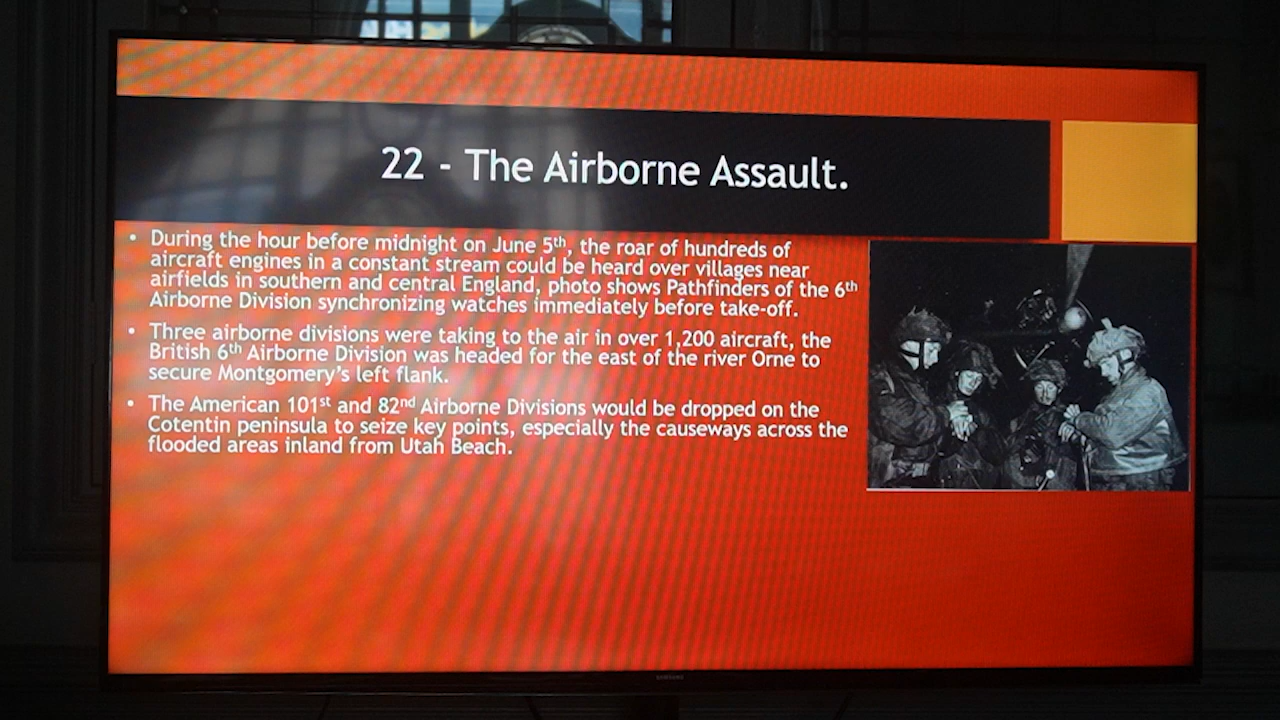 22 - The Airborne Assault.
• During the hour before midnight on June 5th, the roar of hundreds of
aircraft engines in a constant stream could be heard over villages near
airfields in southern and central England, photo shows Pathfinders of the 6th
Airborne Division synchronizing watches immediately before take-off.
• Three airborne divisions were taking to the air in over 1,200 aircraft, the
British 6th Airborne Division was headed for the east of the river Orne to
secure Montgomery's left flank.
• The American 101st and 82nd Airborne Divisions would be dropped on the
Cotentin peninsula to seize key points, especially the causeways across the
flooded areas inland from Utah Beach.
SAMSUNG